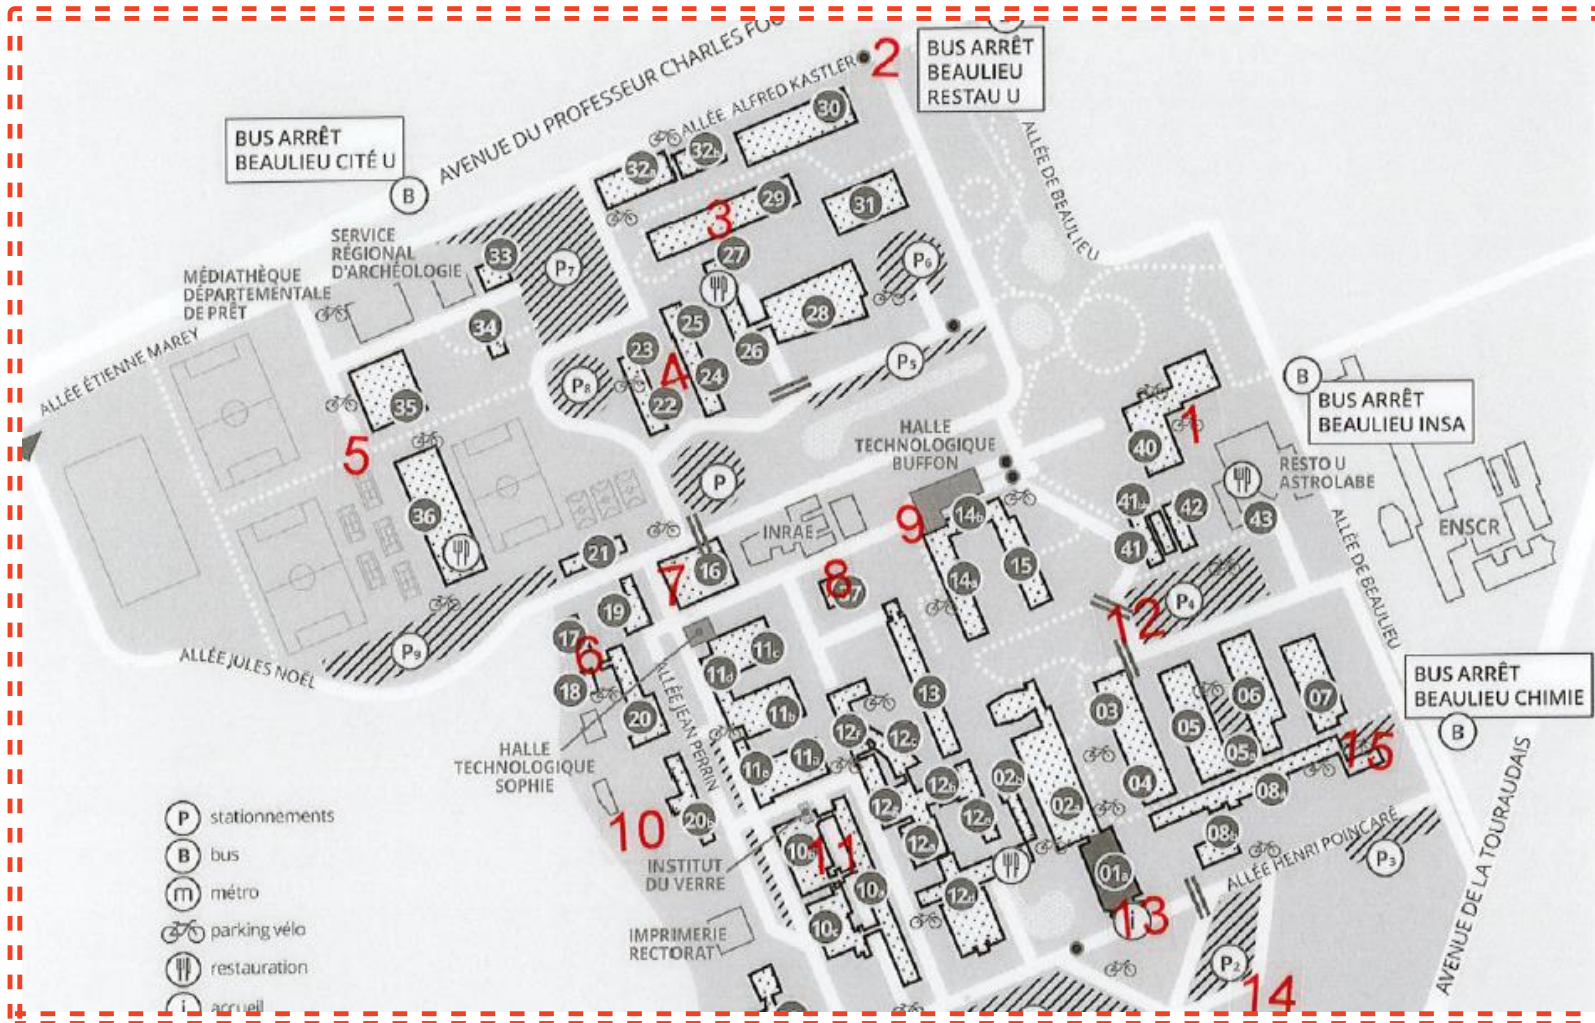 AVENUE DU PROFESSEUR CHARLES FOU
ALLÉE ALFRED KASTLER
2
BUS ARRÊT
BEAULIEU
RESTAU U
30
BUS ARRÊT
BEAULIEU CITÉ U
B
32a
32b
ALLÉE DE BEAULIEU
29
31
3
SERVICE
RÉGIONAL
D'ARCHÉOLOGIE
33
27
P7
P6
MÉDIATHÈQUE
DÉPARTEMENTALE
DE PRÊT
34
25
28
23
26
ALLÉE ÉTIENNE MAREY
P8
4
24
P5
22
35
B
BUS ARRÊT
BEAULIEU INSA
1
40
5
HALLE
TECHNOLOGIQUE
BUFFON
RESTO U
ASTROLABE
P
36
9
14b
42
43
41
ENSCR
INRAE
21
7
16
8
14a
15
ALLÉE DE BEAULIEU
19
17
6
18
12
P4
P9
ALLÉE JULES NOËL
11c
11d
20
13
03
05
06
07
BUS ARRÊT
BEAULIEU CHIMIE
B
11b
12f
12c
HALLE
TECHNOLOGIQUE
SOPHIE
ALLÉE JEAN PERRIN
11e
11a
02b
02a
04
05a
08a
15
12b
12e
P
stationnements
10
20b
12a
08b
B
bus
INSTITUT
DU VERRE
10b
11
01a
ALLÉE HENRI POINCARÉ
P3
m
métro
10a
12d
13
i
parking vélo
IMPRIMERIE
RECTORAT
10c
AVENUE DE LA TOURAUDAIS
restauration
P2
14
i
accueil